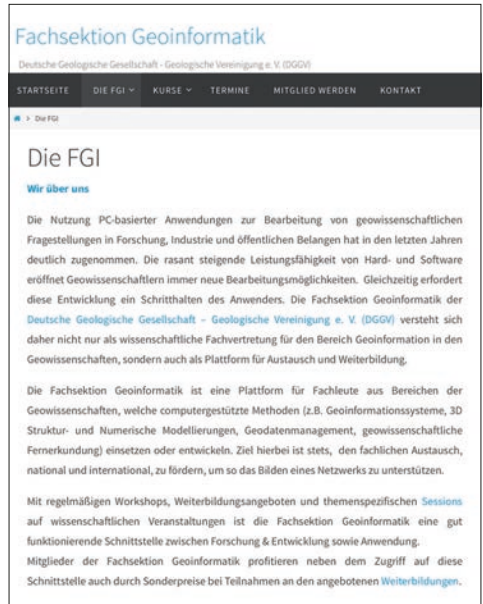 Fachsektion Geoinformatik
Deutsche Geologische Gesellschaft - Geologische Vereinigung e. V. (DGGV)
STARTSEITE DIE FGI KURSE TERMINE MITGLIED WERDEN KONTAKT
> Die FGI
Die FGI
Wir über uns
Die Nutzung PC-basierter Anwendungen zur Bearbeitung von geowissenschaftlichen
Fragestellungen in Forschung, Industrie und öffentlichen Belangen hat in den letzten Jahren
deutlich zugenommen. Die rasant steigende Leistungsfähigkeit von Hard- und Software
eröffnet Geowissenschaftlern immer neue Bearbeitungsmöglichkeiten. Gleichzeitig erfordert
diese Entwicklung ein Schritthalten des Anwenders. Die Fachsektion Geoinformatik der
Deutsche Geologische Gesellschaft – Geologische Vereinigung e. V. (DGGV) versteht sich
daher nicht nur als wissenschaftliche Fachvertretung für den Bereich Geoinformation in den
Geowissenschaften, sondern auch als Plattform für Austausch und Weiterbildung.
Die Fachsektion Geoinformatik ist eine Plattform für Fachleute aus Bereichen der
Geowissenschaften, welche computergestützte Methoden (z.B. Geoinformationssysteme, 3D
Struktur- und Numerische Modellierungen, Geodatenmanagement, geowissenschaftliche
Fernerkundung) einsetzen oder entwickeln. Ziel hierbei ist stets, den fachlichen Austausch,
national und international, zu fördern, um so das Bilden eines Netzwerks zu unterstützen.
Mit regelmäßigen Workshops, Weiterbildungsangeboten und themenspezifischen Sessions
auf wissenschaftlichen Veranstaltungen ist die Fachsektion Geoinformatik eine gut
funktionierende Schnittstelle zwischen Forschung & Entwicklung sowie Anwendung.
Mitglieder der Fachsektion Geoinformatik profitieren neben dem Zugriff auf diese
Schnittstelle auch durch Sonderpreise bei Teilnahmen an den angebotenen Weiterbildungen.